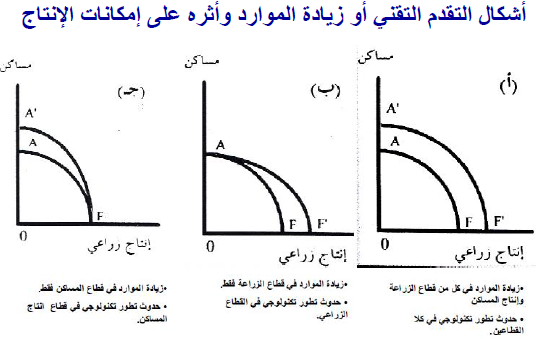 أشكال التقدم التقني أو زيادة الموارد وأثره على إمكانات الإنتاج
مساكن
(أ)
A'
A
F
F'
0
إنتاج زراعي
•زيادة الموارد في كل من قطاع الزراعة
وإنتاج المساكن
• حدوث تطور تكنولوجي في كلا
القطاعين.
مساكن
(ب)
A
F
F'
0
إنتاج زراعي
•زيادة الموارد في قطاع الزراعة فقط.
• حدوث تطور تكنولوجي في القطاع
الزراعي.
مساكن
(جـ)
A'
A
F
0
إنتاج زراعي
•زيادة الموارد في قطاع المساكن فقط.
• حدوث تطور تكنولوجي في قطاع انتاج
المساكن.